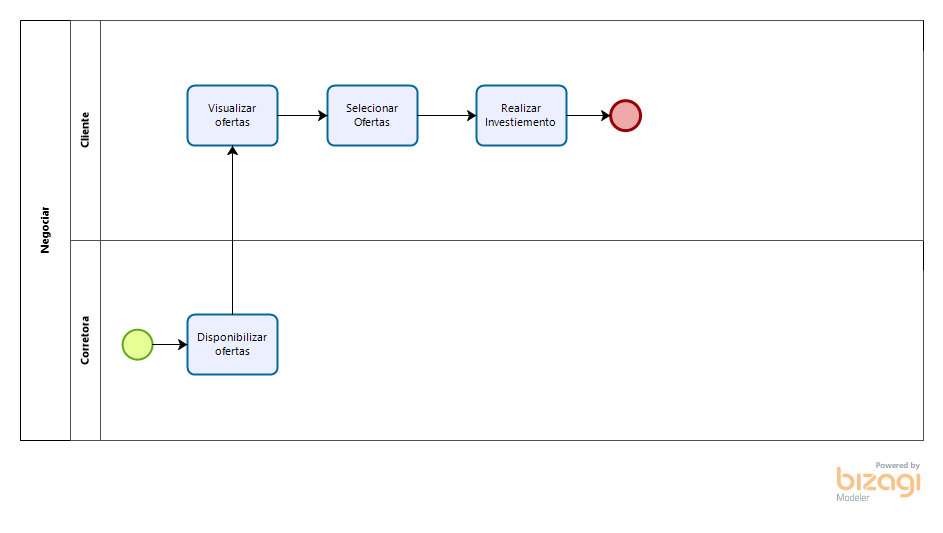 Negociar
Cliente
Visualizar
ofertas
Selecionar
Ofertas
Realizar
Investiemento
Corretora
Disponibilizar
ofertas
Powered by
bizagi
Modeler